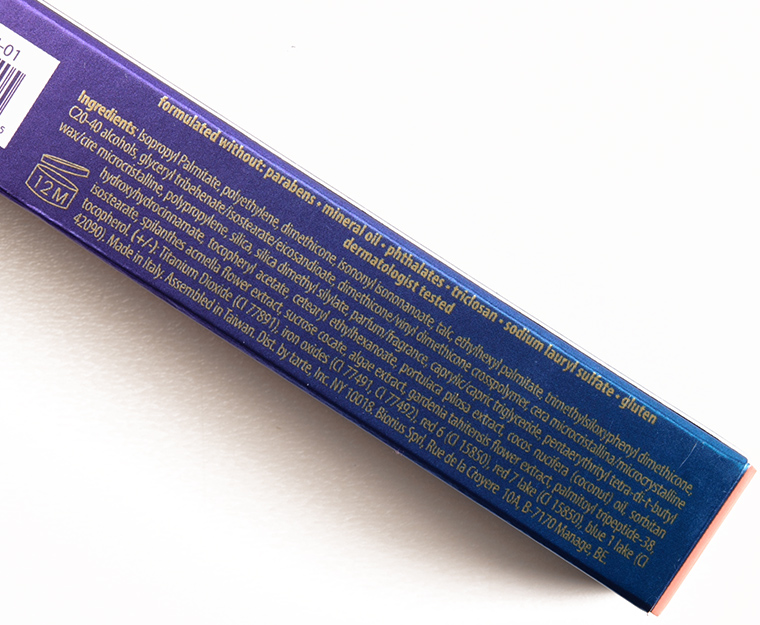 -01
5
formulated without: parabens • mineral oil • phthalates • triclosan • sodium lauryl sulfate • gluten
dermatologist tested
Ingredients: Isopropyl Palmitate, polyethylene, dimethicone, isononyl isononanoate, talc, ethylhexyl palmitate, trimethylsiloxyphenyl dimethicone,
C20-40 alcohols, glyceryl tribehenate/isostearate/eicosandioate, dimethicone/vinyl dimethicone crosspolymer, cera microcristallina/microcrystalline
wax/cire microcristalline, polypropylene, silica, silica dimethyl silylate, parfum/fragrance, caprylic/capric triglyceride, pentaerythrityl tetra-di-t-butyl
hydroxyhydrocinnamate, tocopheryl acetate, cetearyl ethylhexanoate, portulaca pilosa extract, cocos nucifera (coconut) oil, sorbitan
isostearate, spilanthes acmella flower extract, sucrose cocoate, algae extract, gardenia tahitensis flower extract, palmitoyl tripeptide-38,
tocopherol. (+/-): Titanium Dioxide (CI 77891), iron oxides (CI 77491, CI 77492), red 6 (CI 15850), red 7 lake (CI 15850), blue 1 lake (CI
42090). Made in Italy. Assembled in Taiwan. Dist. by tarte, Inc. NY 10018. Biorius Sprl, Rue de la Croyere 10A, B-7170 Manage, BE.
12M